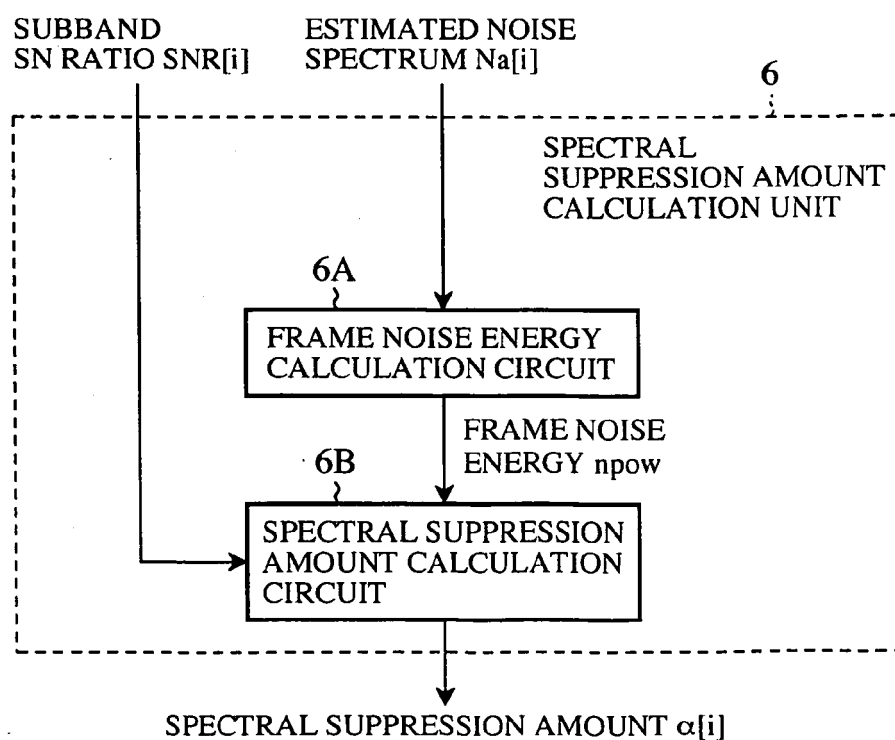 SUBBAND
SN RATIO SNR[i]
ESTIMATED NOISE
SPECTRUM Na[i]
6
SPECTRAL
SUPPRESSION AMOUNT
CALCULATION UNIT
6A
FRAME NOISE ENERGY
CALCULATION CIRCUIT
FRAME NOISE
ENERGY npow
6B
SPECTRAL SUPPRESSION
AMOUNT CALCULATION
CIRCUIT
SPECTRAL SUPPRESSION AMOUNT α[i]